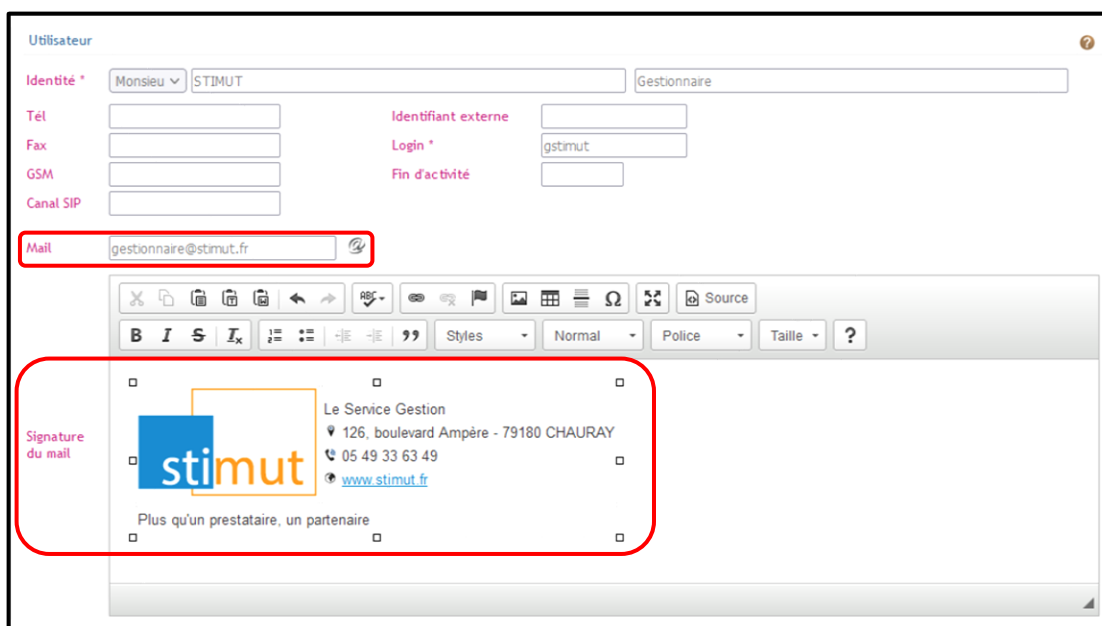 Utilisateur
Identité * Monsieu STIMUT Gestionnaire
Tél Identifiant externe
Fax Login * gstimut
GSM Fin d'activité
Canal SIP
Mail gestionnaire@stimut.fr
ABC Ω Source
B I S Ix Styles Normal Police Taille ?
Signature
du mail
stimut
Le Service Gestion
126, boulevard Ampère - 79180 CHAURAY
05 49 33 63 49
www.stimut.fr
Plus qu'un prestataire, un partenaire